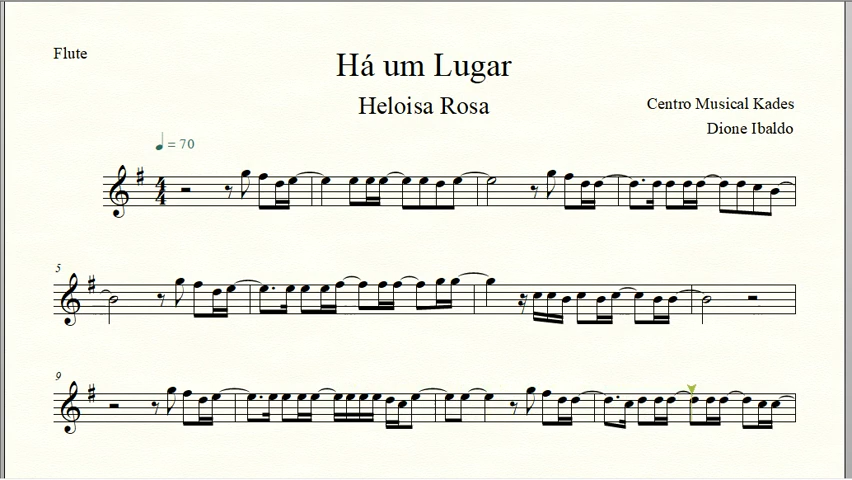 Flute
Há um Lugar
Heloisa Rosa
Centro Musical Kades
Dione Ibaldo
= 70
4
4
5
9